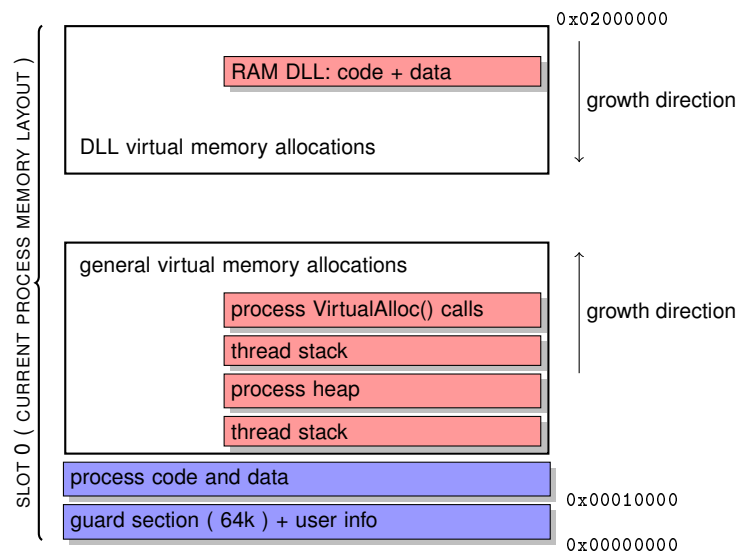 0x02000000
RAM DLL: code + data
growth direction
DLL virtual memory allocations
SLOT 0 ( CURRENT PROCESS MEMORY LAYOUT )
general virtual memory allocations
process VirtualAlloc() calls
growth direction
thread stack
process heap
thread stack
process code and data
0x00010000
guard section ( 64k ) + user info
0x00000000